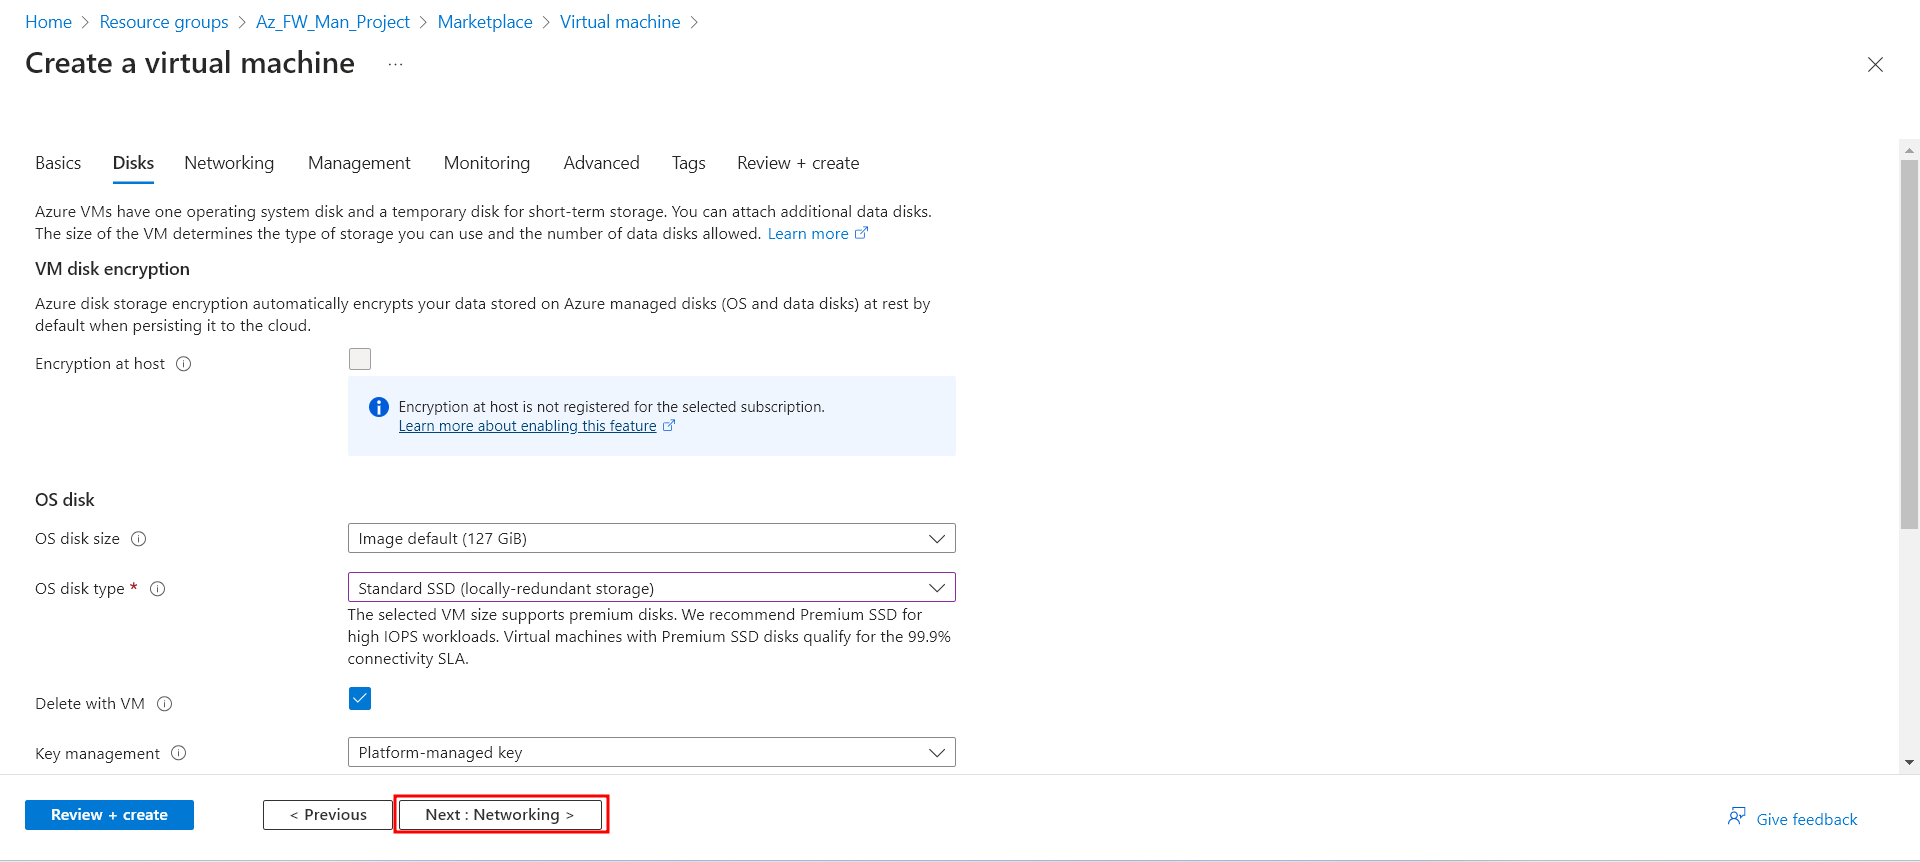 Home > Resource groups > Az_FW_Man_Project > Marketplace > Virtual machine >
Create a virtual machine ...
Basics Disks Networking Management Monitoring Advanced Tags Review + create
Azure VMs have one operating system disk and a temporary disk for short-term storage. You can attach additional data disks.
The size of the VM determines the type of storage you can use and the number of data disks allowed. Learn more
VM disk encryption
Azure disk storage encryption automatically encrypts your data stored on Azure managed disks (OS and data disks) at rest by
default when persisting it to the cloud.
Encryption at host
Encryption at host is not registered for the selected subscription.
Learn more about enabling this feature
OS disk
OS disk size Image default (127 GiB)
OS disk type * Standard SSD (locally-redundant storage)
The selected VM size supports premium disks. We recommend Premium SSD for
high IOPS workloads. Virtual machines with Premium SSD disks qualify for the 99.9%
connectivity SLA.
Delete with VM
Key management Platform-managed key
Review + create < Previous Next : Networking > Give feedback